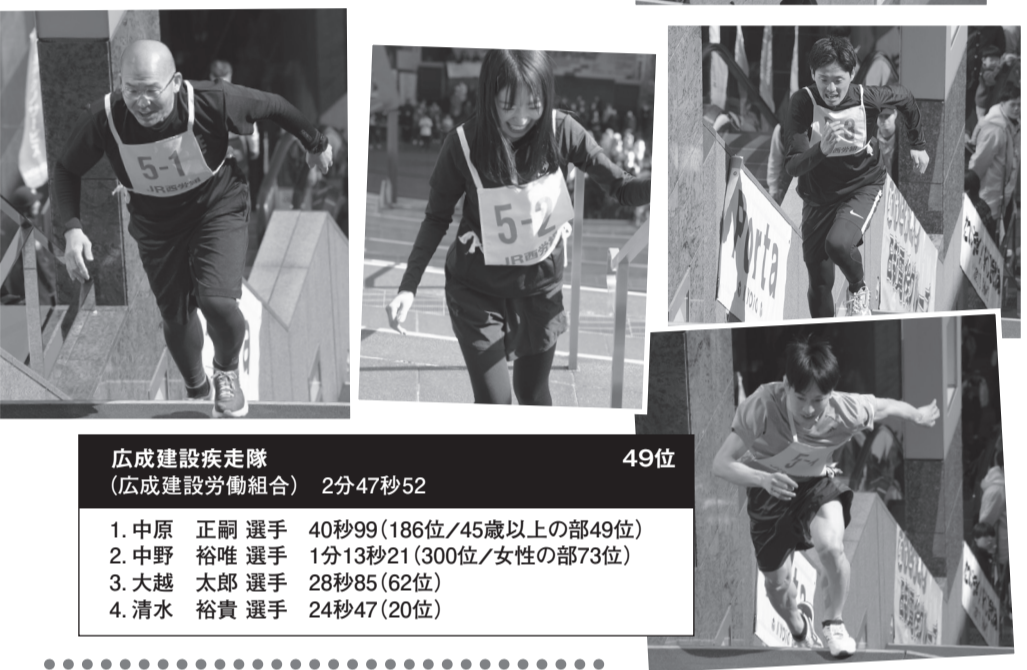 5-1
JR西労組
5-2
JR西労組
Porta
広成建設疾走隊 49位
(広成建設労働組合) 2分47秒52
1. 中原 正嗣 選手 40秒99(186位/45歳以上の部49位)
2. 中野 裕唯 選手 1分13秒21(300位/女性の部73位)
3. 大越 太郎 選手 28秒85(62位)
4. 清水 裕貴 選手 24秒47(20位)